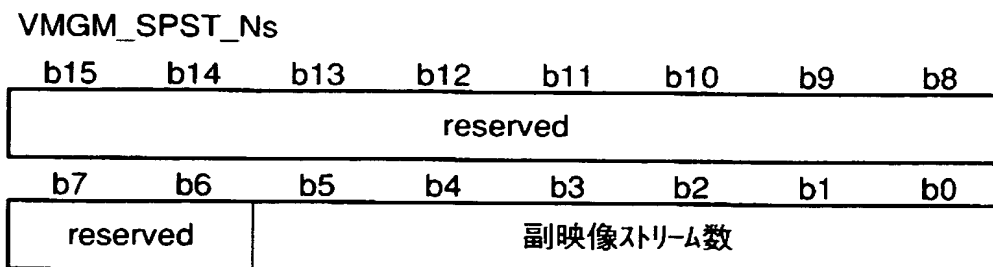 VMGM_SPST_Ns
b15 b14 b13 b12 b11 b10 b9 b8
reserved
b7 b6 b5 b4 b3 b2 b1 b0
reserved 副映像ストリーム数